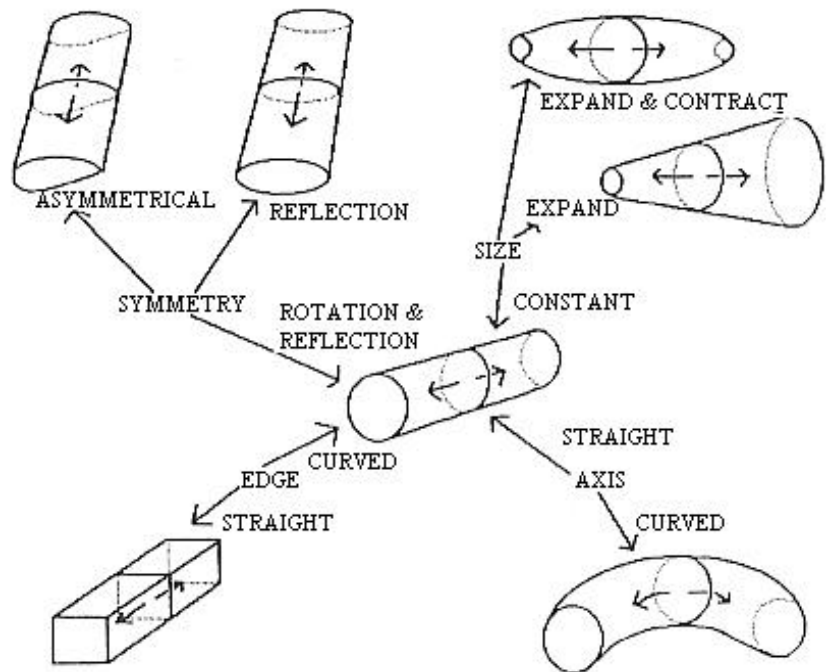 EXPAND & CONTRACT
ASYMMETRICAL
REFLECTION
EXPAND
SIZE
SYMMETRY
ROTATION &
REFLECTION
CONSTANT
CURVED
EDGE
STRAIGHT
STRAIGHT
AXIS
CURVED